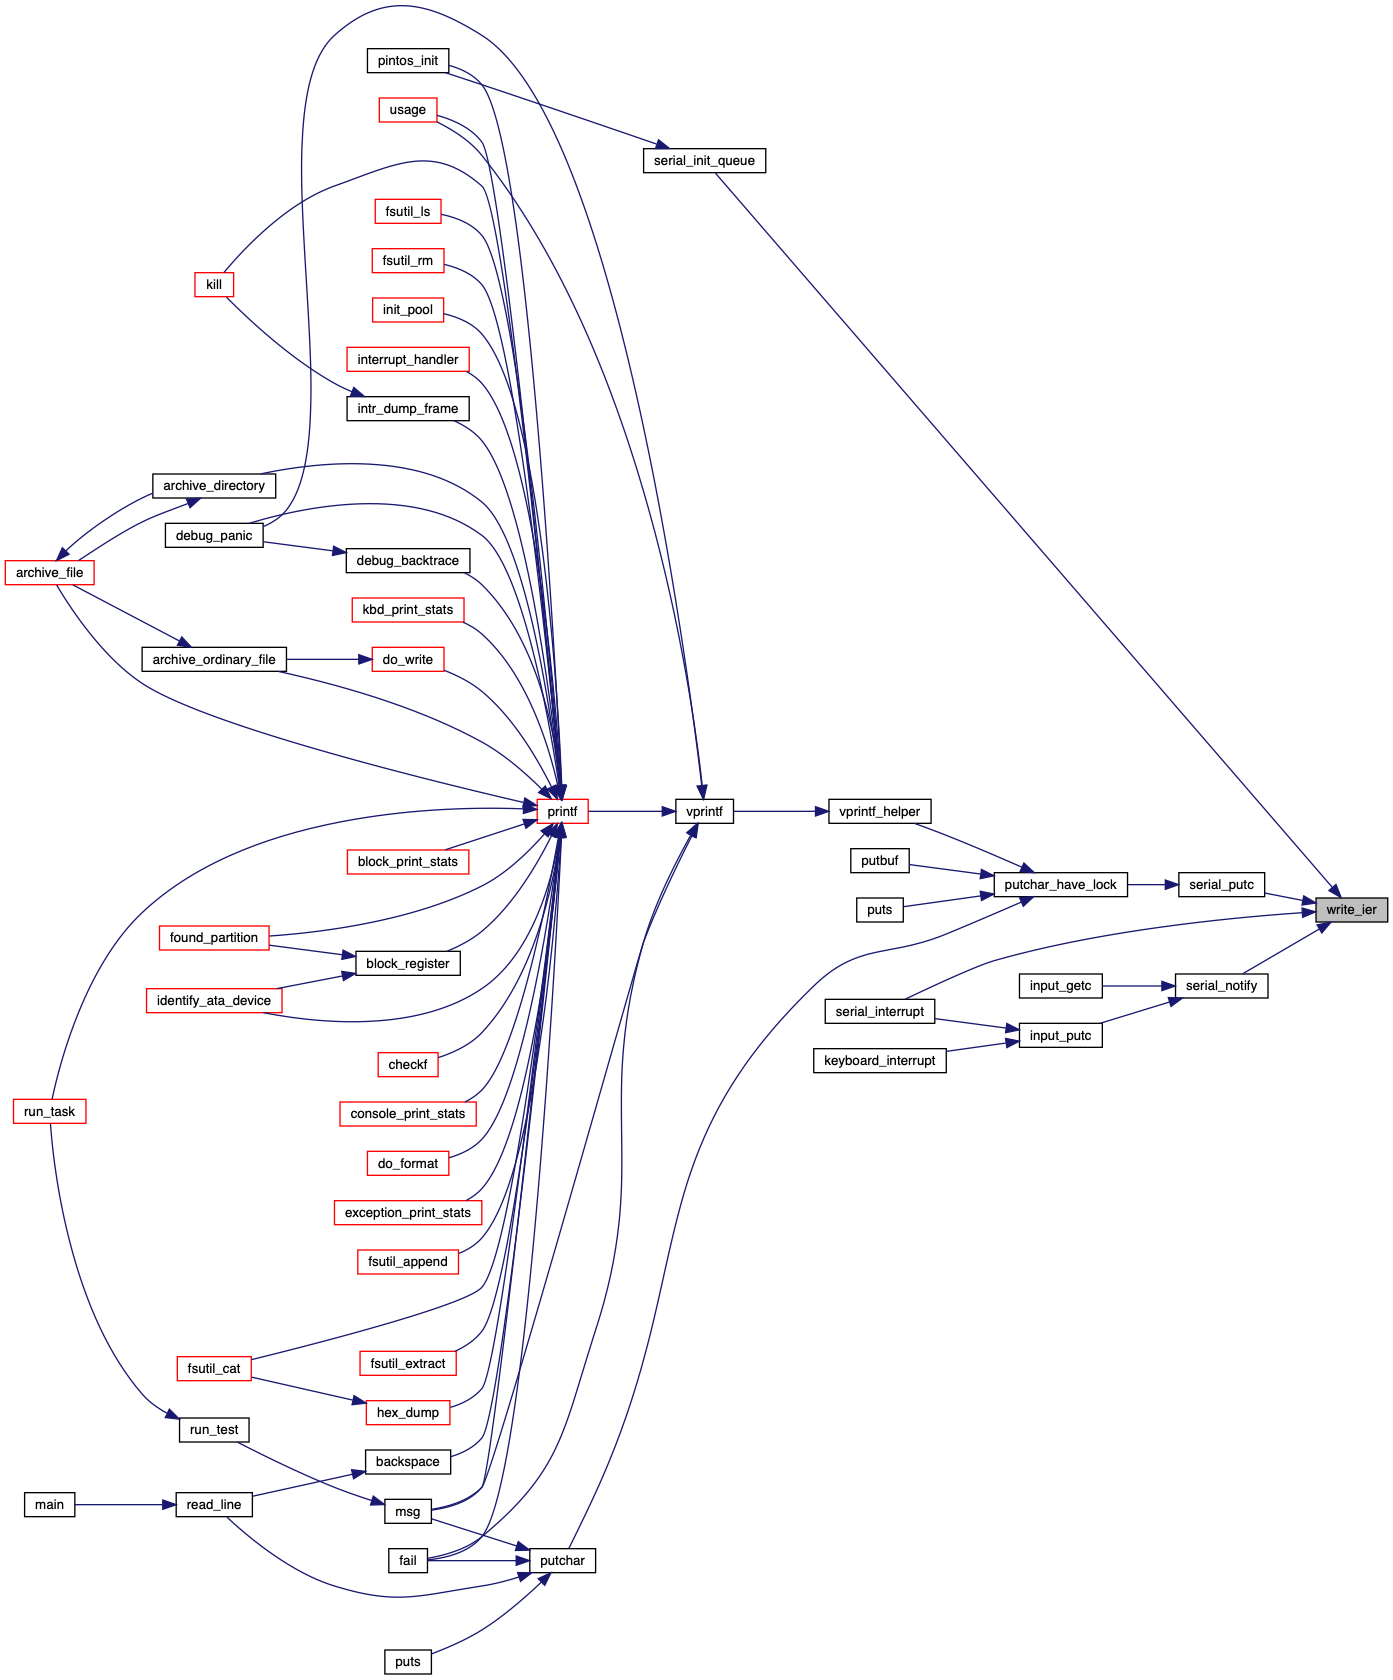 pintos_init
usage
serial_init_queue
fsutil_ls
fsutil_rm
kill
init_pool
interrupt_handler
intr_dump_frame
archive_directory
debug_panic
debug_backtrace
archive_file
kbd_print_stats
archive_ordinary_file
do_write
printf
vprintf
vprintf_helper
block_print_stats
putbuf
putchar_have_lock
serial_putc
puts
write_ier
found_partition
block_register
identify_ata_device
input_getc
serial_notify
serial_interrupt
input_putc
keyboard_interrupt
checkf
run_task
console_print_stats
do_format
exception_print_stats
fsutil_append
fsutil_cat
fsutil_extract
hex_dump
run_test
backspace
main
read_line
msg
fail
putchar
puts